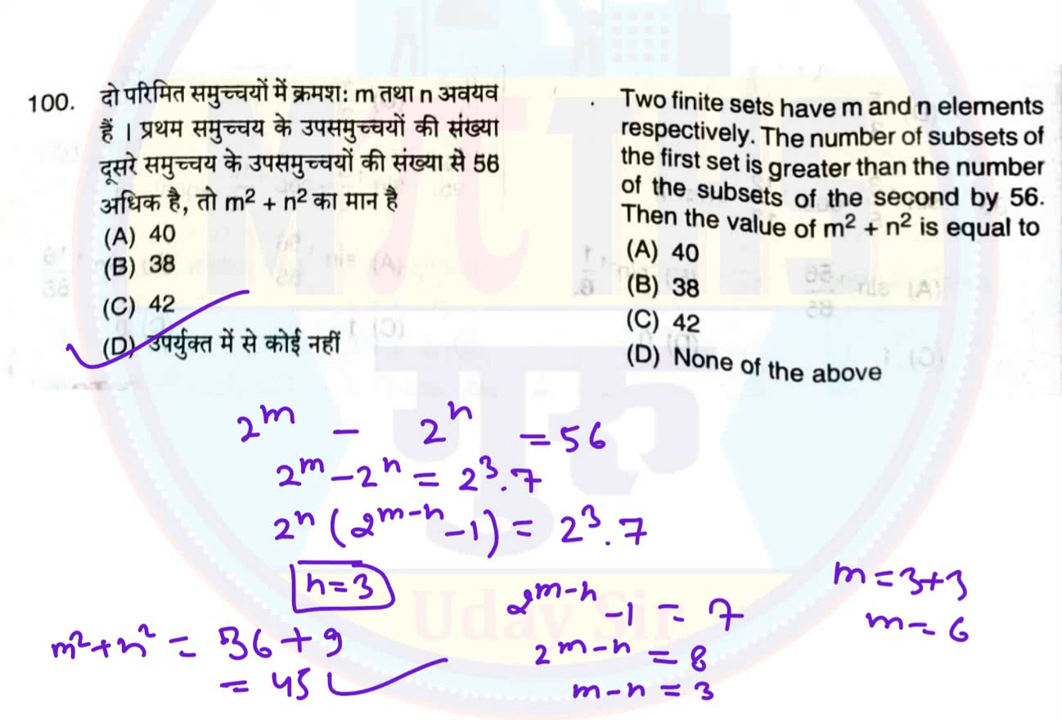 100. दो परिमित समुच्चयों में क्रमश: m तथा n अवयव
हैं । प्रथम समुच्चय के उपसमुच्चयों की संख्या
दूसरे समुच्चय के उपसमुच्चयों की संख्या से 56
अधिक है, तो m² + n² का मान है
(A) 40
(B) 38
(C) 42
(D) उपर्युक्त में से कोई नहीं
Two finite sets have m and n elements
respectively. The number of subsets of
the first set is greater than the number
of the subsets of the second by 56.
Then the value of m² + n² is equal to
(A) 40
(B) 38
(C) 42
(D) None of the above
2^m - 2^n = 56
2^m - 2^n = 2³.7
2^n (2^(m-n) -1) = 2³.7
n=3
2^(m-n) -1 = 7
2^(m-n) = 8
m-n = 3
m=3+3
m=6
m²+n² = 36+9
= 45
MATHS
गुरु
Uday Sir